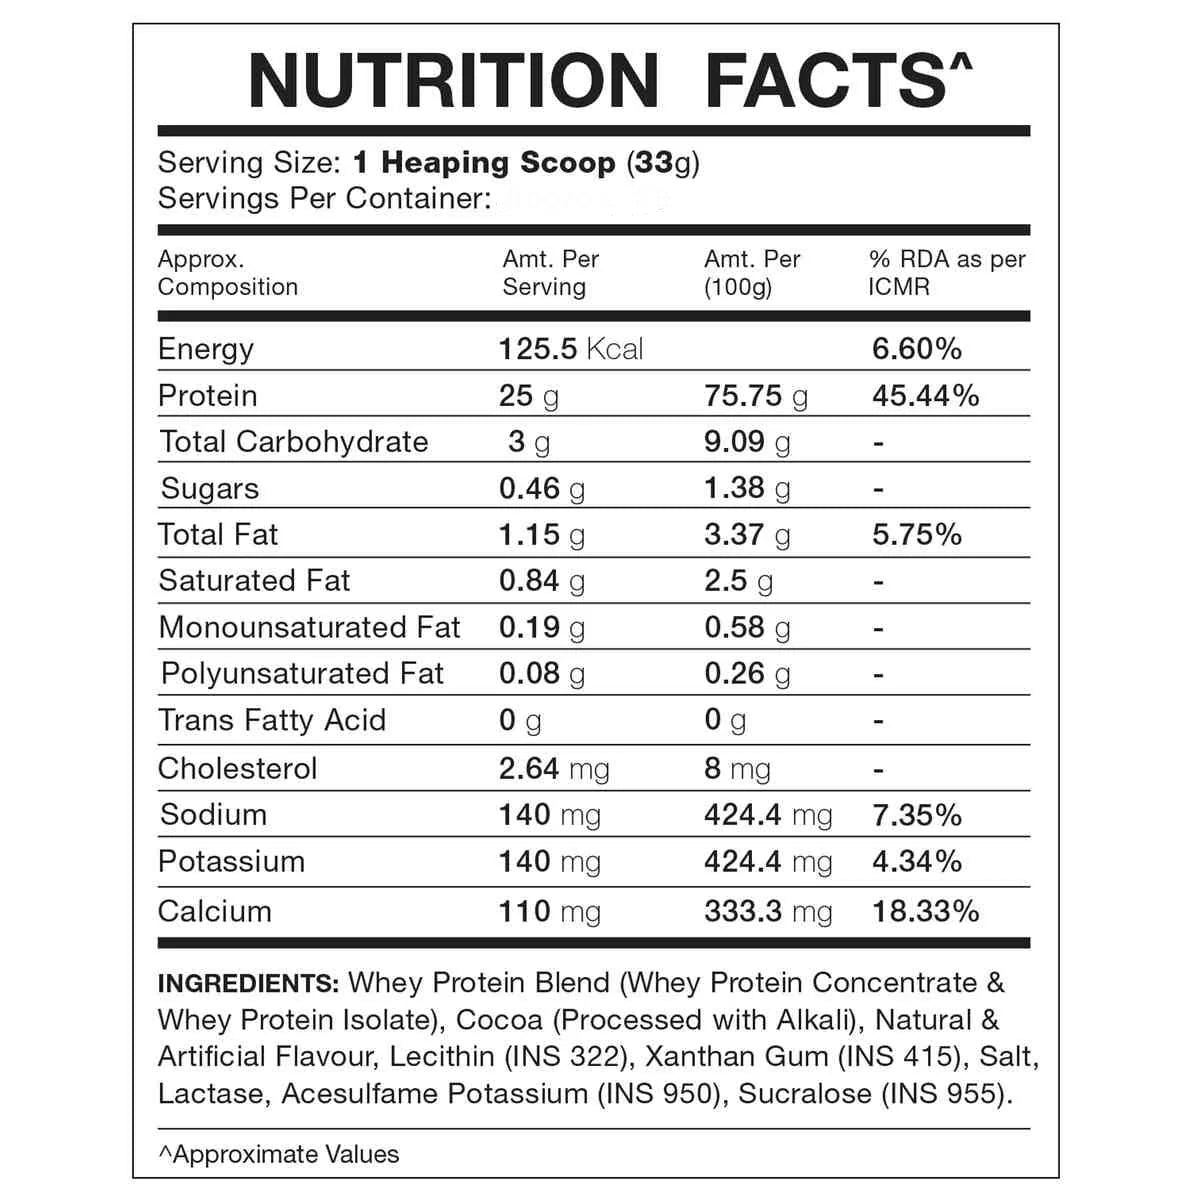 NUTRITION FACTS^
Serving Size: 1 Heaping Scoop (33g)
Servings Per Container:
Approx. Composition Amt. Per Serving Amt. Per (100g) % RDA as per ICMR
Energy 125.5 Kcal 6.60%
Protein 25 g 75.75 g 45.44%
Total Carbohydrate 3 g 9.09 g -
Sugars 0.46 g 1.38 g -
Total Fat 1.15 g 3.37 g 5.75%
Saturated Fat 0.84 g 2.5 g -
Monounsaturated Fat 0.19 g 0.58 g -
Polyunsaturated Fat 0.08 g 0.26 g -
Trans Fatty Acid 0 g 0 g -
Cholesterol 2.64 mg 8 mg -
Sodium 140 mg 424.4 mg 7.35%
Potassium 140 mg 424.4 mg 4.34%
Calcium 110 mg 333.3 mg 18.33%
INGREDIENTS: Whey Protein Blend (Whey Protein Concentrate &
Whey Protein Isolate), Cocoa (Processed with Alkali), Natural &
Artificial Flavour, Lecithin (INS 322), Xanthan Gum (INS 415), Salt,
Lactase, Acesulfame Potassium (INS 950), Sucralose (INS 955).
^Approximate Values